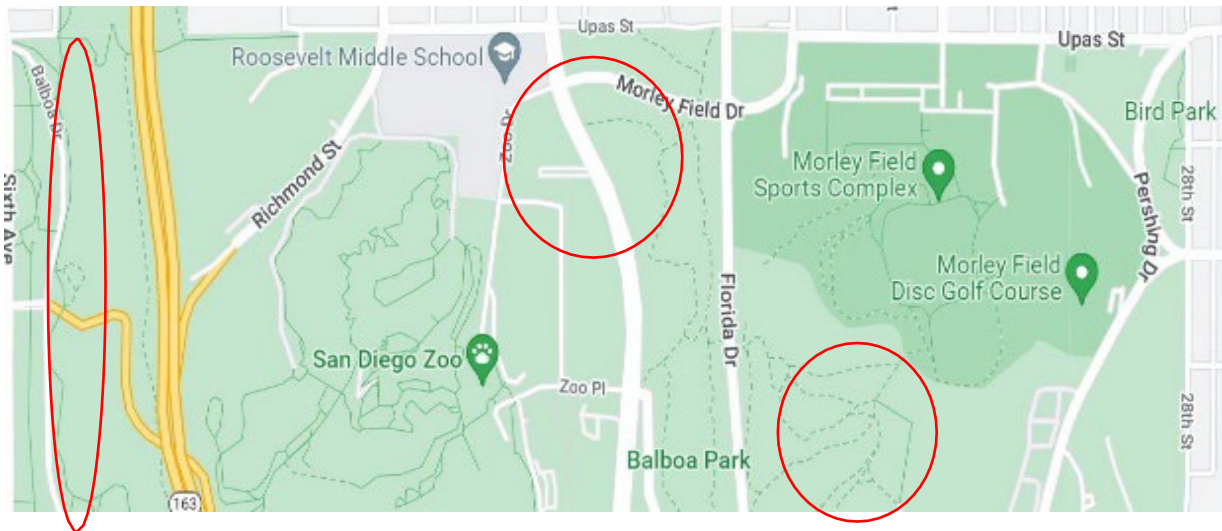 Upas St
Upas St
Roosevelt Middle School
Balboa Dr
Morley Field Dr
Zoo Dr
Bird Park
Richmond St
Morley Field
Sports Complex
Sixth Ave
28th St
Pershing Dr
Morley Field
Disc Golf Course
Florida Dr
San Diego Zoo
Zoo Pl
28th St
Balboa Park
163